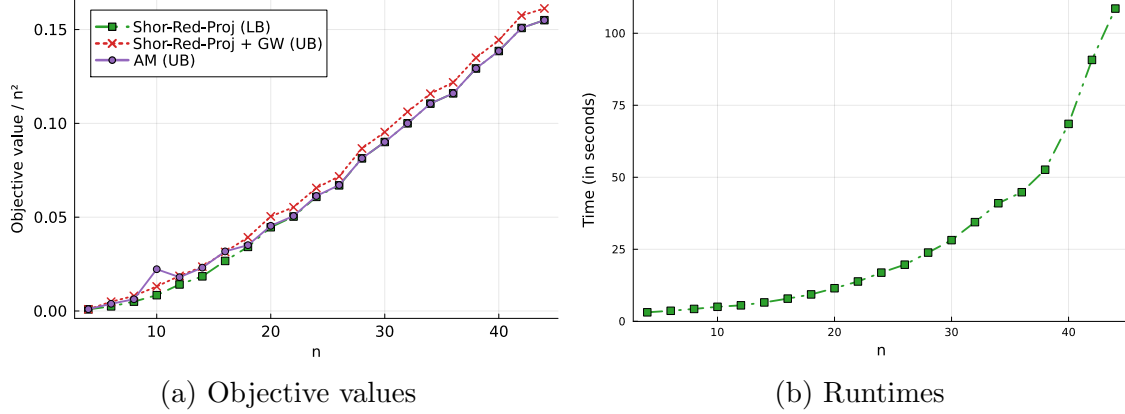 Objective value / n²
0.15
0.10
0.05
0.00
Shor-Red-Proj (LB)
Shor-Red-Proj + GW (UB)
AM (UB)
10
20
30
40
n
(a) Objective values
Time (in seconds)
100
75
50
25
0
10
20
30
40
n
(b) Runtimes